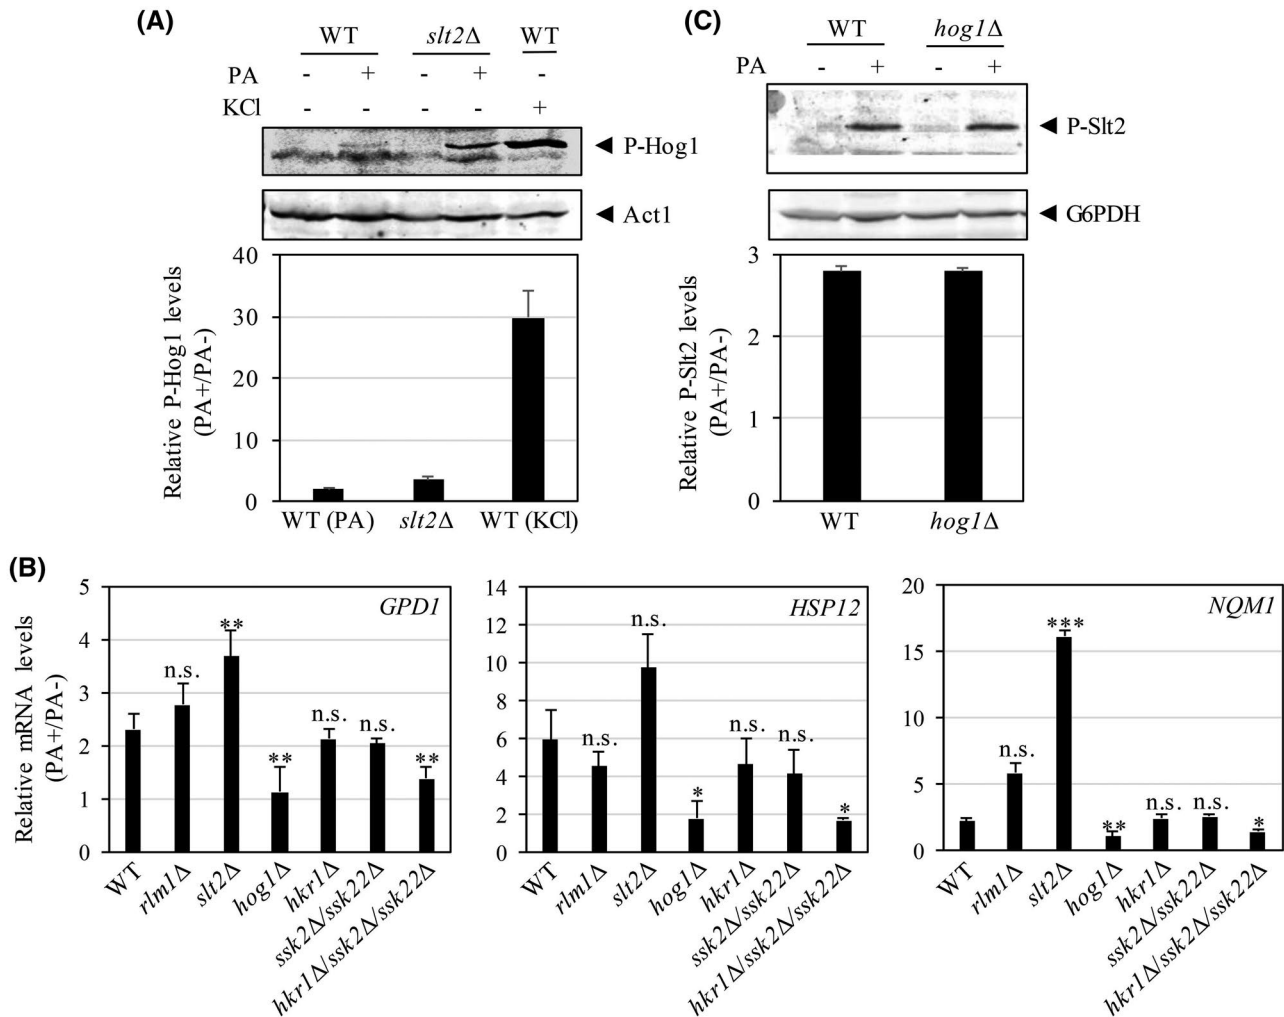 (A)
WT slt2Δ WT
PA - + - + -
KCl - - - - +
P-Hog1
Act1
Relative P-Hog1 levels
(PA+/PA-)
40
30
20
10
0
WT (PA) slt2Δ WT (KCl)
(C)
WT hog1Δ
PA - + - +
P-Slt2
G6PDH
Relative P-Slt2 levels
(PA+/PA-)
3
2
1
0
WT hog1Δ
(B)
Relative mRNA levels
(PA+/PA-)
GPD1
5
4
3
2
1
0
n.s. ** ** n.s. n.s. **
WT rlm1Δ slt2Δ hog1Δ hkr1Δ ssk2Δ/ssk22Δ hkr1Δ/ssk2Δ/ssk22Δ
HSP12
14
12
10
8
6
4
2
0
n.s. n.s. * n.s. n.s. *
WT rlm1Δ slt2Δ hog1Δ hkr1Δ ssk2Δ/ssk22Δ hkr1Δ/ssk2Δ/ssk22Δ
NQM1
20
15
10
5
0
n.s. *** ** n.s. n.s. *
WT rlm1Δ slt2Δ hog1Δ hkr1Δ ssk2Δ/ssk22Δ hkr1Δ/ssk2Δ/ssk22Δ